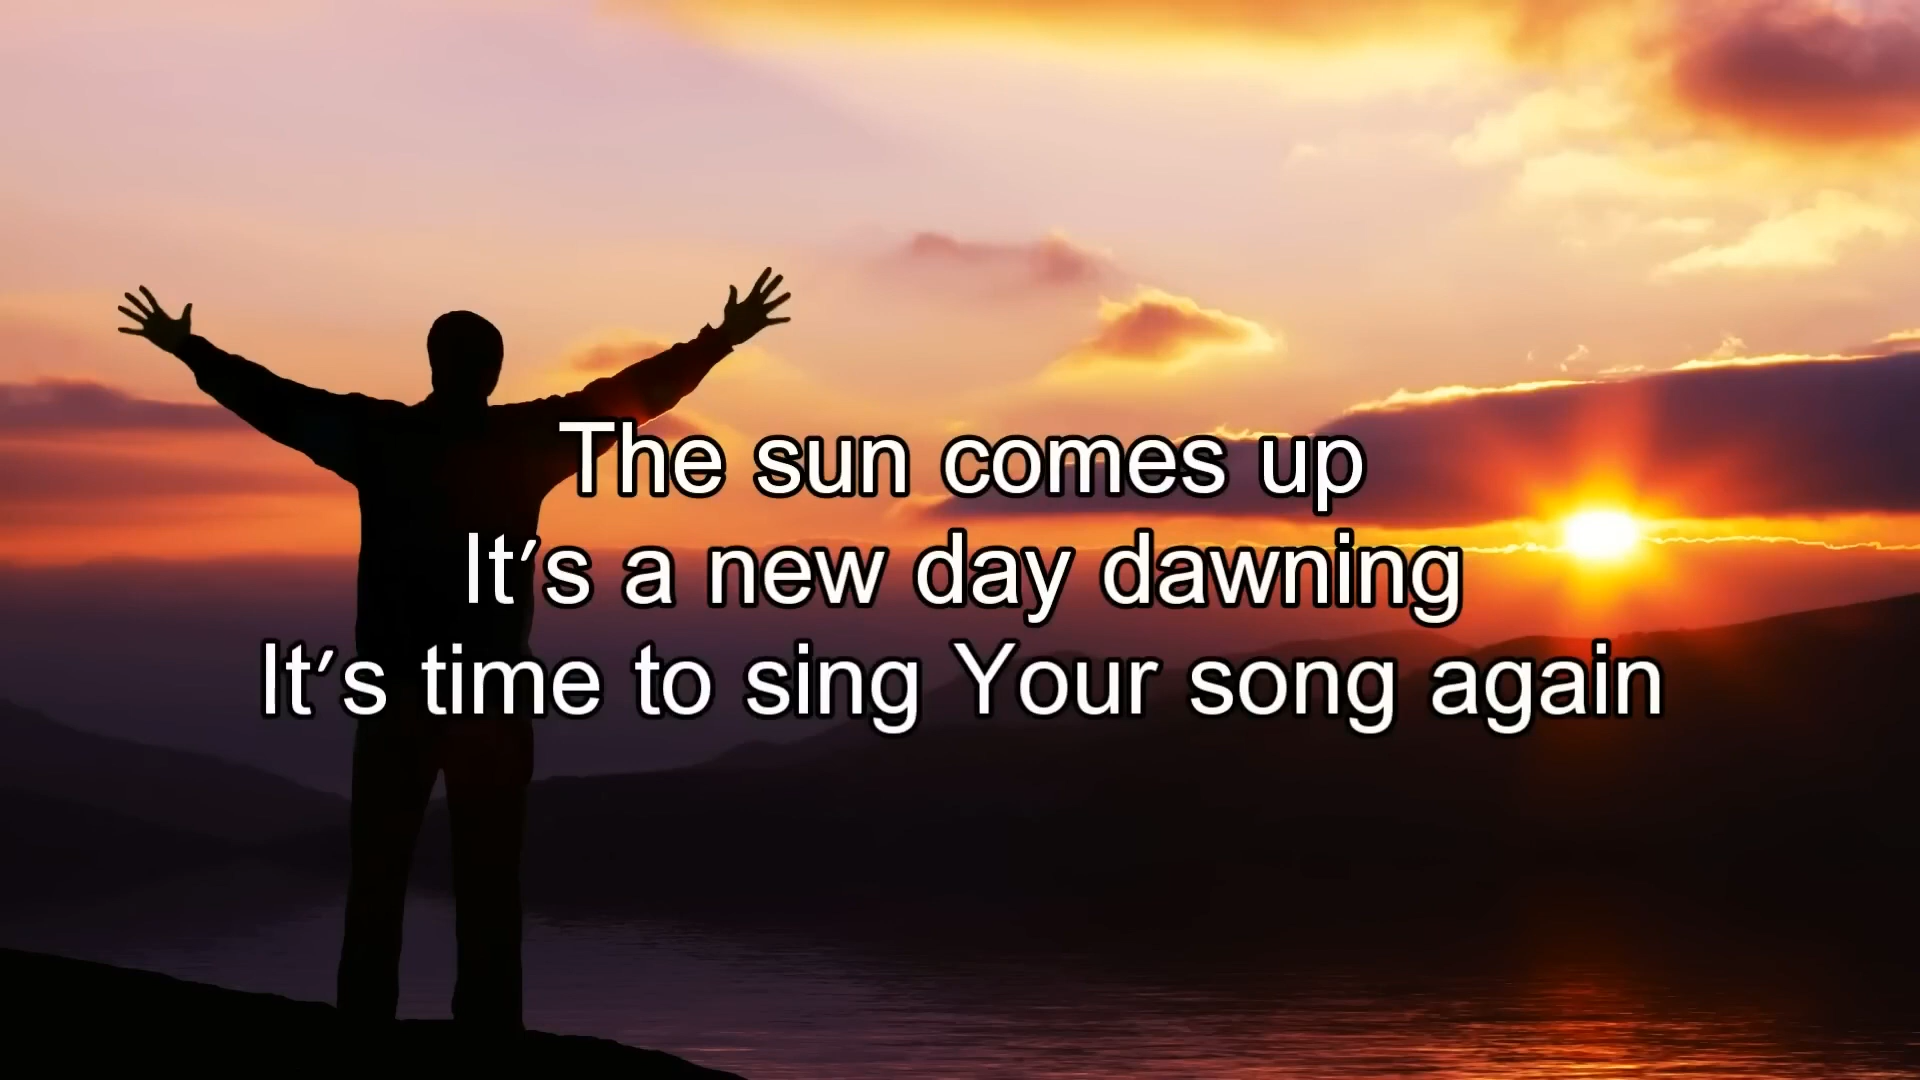 The sun comes up
It's a new day dawning
It's time to sing Your song again